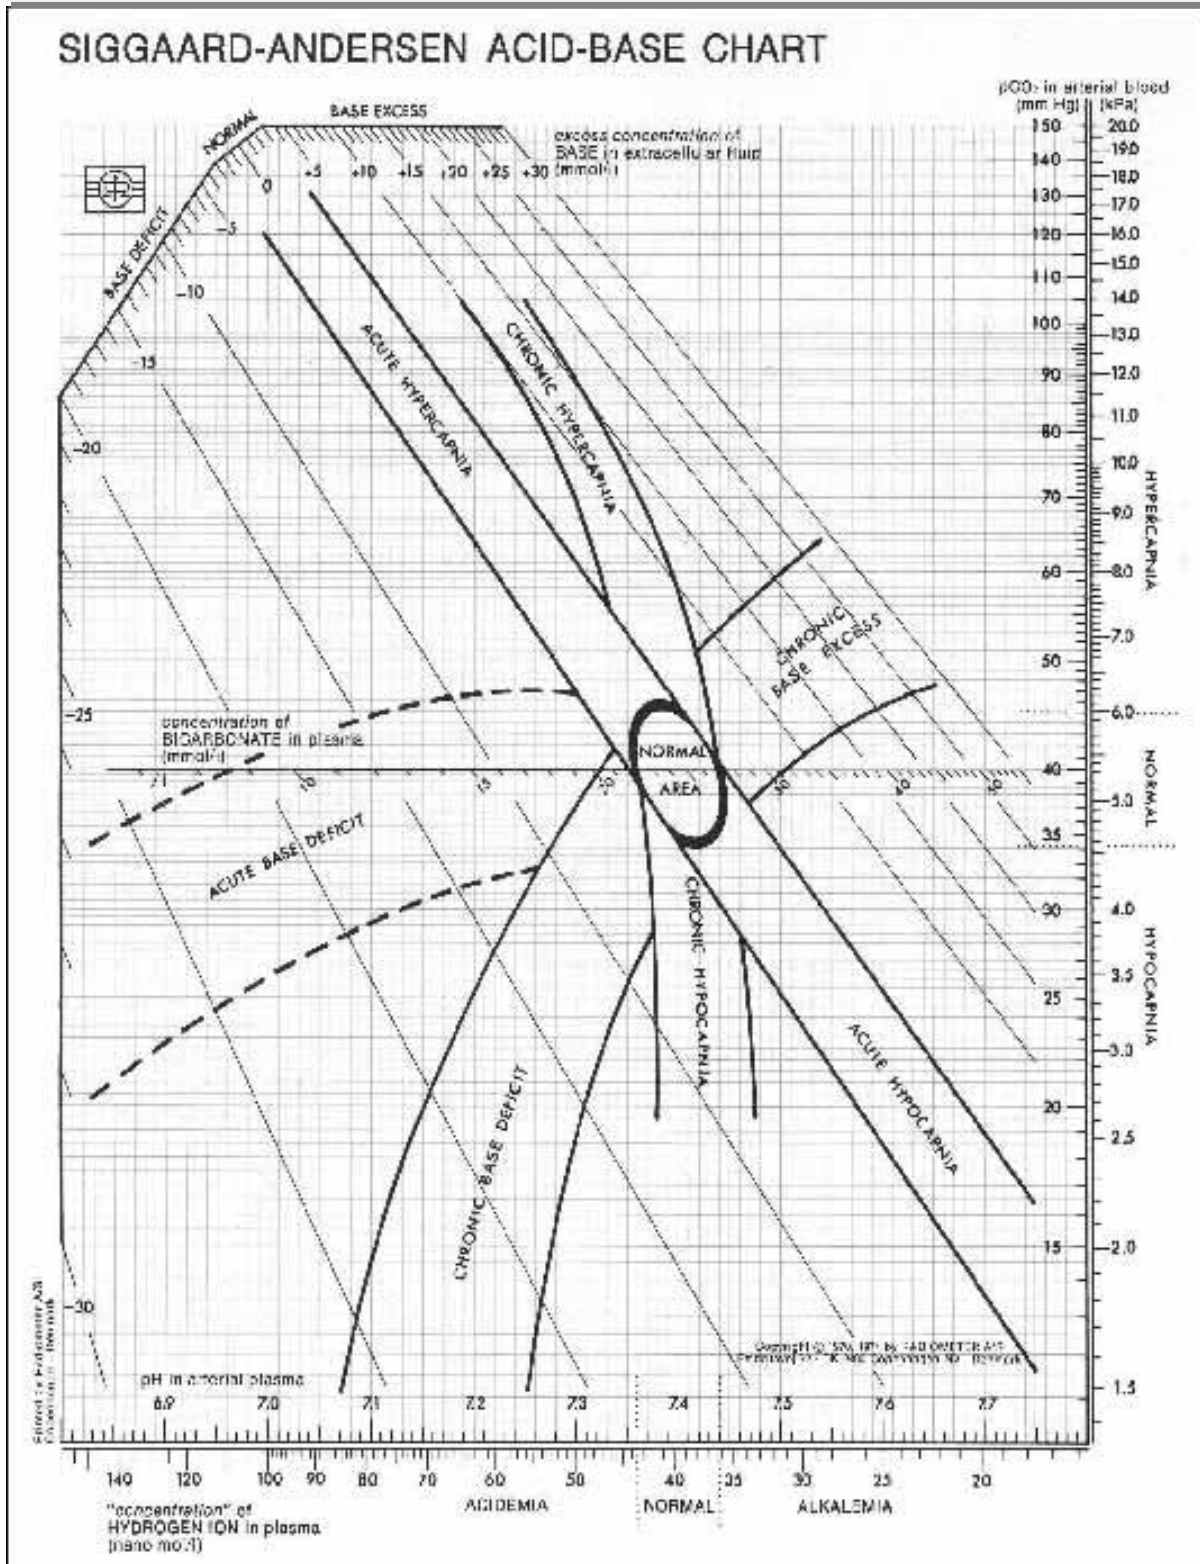 SIGGAARD-ANDERSEN ACID-BASE CHART
pCO₂ in arterial blood
(mm Hg) (kPa)
BASE EXCESS
NORMAL
BASE DEFICIT
excess concentration of
BASE in extracellular fluid
(mmol/l)
0 +5 +10 +15 +20 +25 +30
-5
-10
-15
-20
-25
-30
150 20.0
19.0
140
18.0
130
17.0
120 16.0
15.0
110
14.0
100
13.0
90
12.0
11.0
80
10.0
70
9.0
60 8.0
7.0
50
6.0
40
5.0
35
30 4.0
3.5
25
3.0
20
2.5
15 2.0
1.5
HYPERCAPNIA
NORMAL
HYPOCAPNIA
ACUTE HYPERCAPNIA
CHRONIC HYPERCAPNIA
CHRONIC
BASE EXCESS
concentration of
BICARBONATE in plasma
(mmol/l)
10 15 20 30 40 50
NORMAL
AREA
ACUTE BASE DEFICIT
CHRONIC HYPOCAPNIA
ACUTE HYPOCAPNIA
CHRONIC BASE DEFICIT
pH in arterial plasma
6.9 7.0 7.1 7.2 7.3 7.4 7.5 7.6 7.7
140 120 100 90 80 70 60 50 40 35 30 25 20
ACIDEMIA NORMAL ALKALEMIA
"concentration" of
HYDROGEN ION in plasma
(nano mol/l)